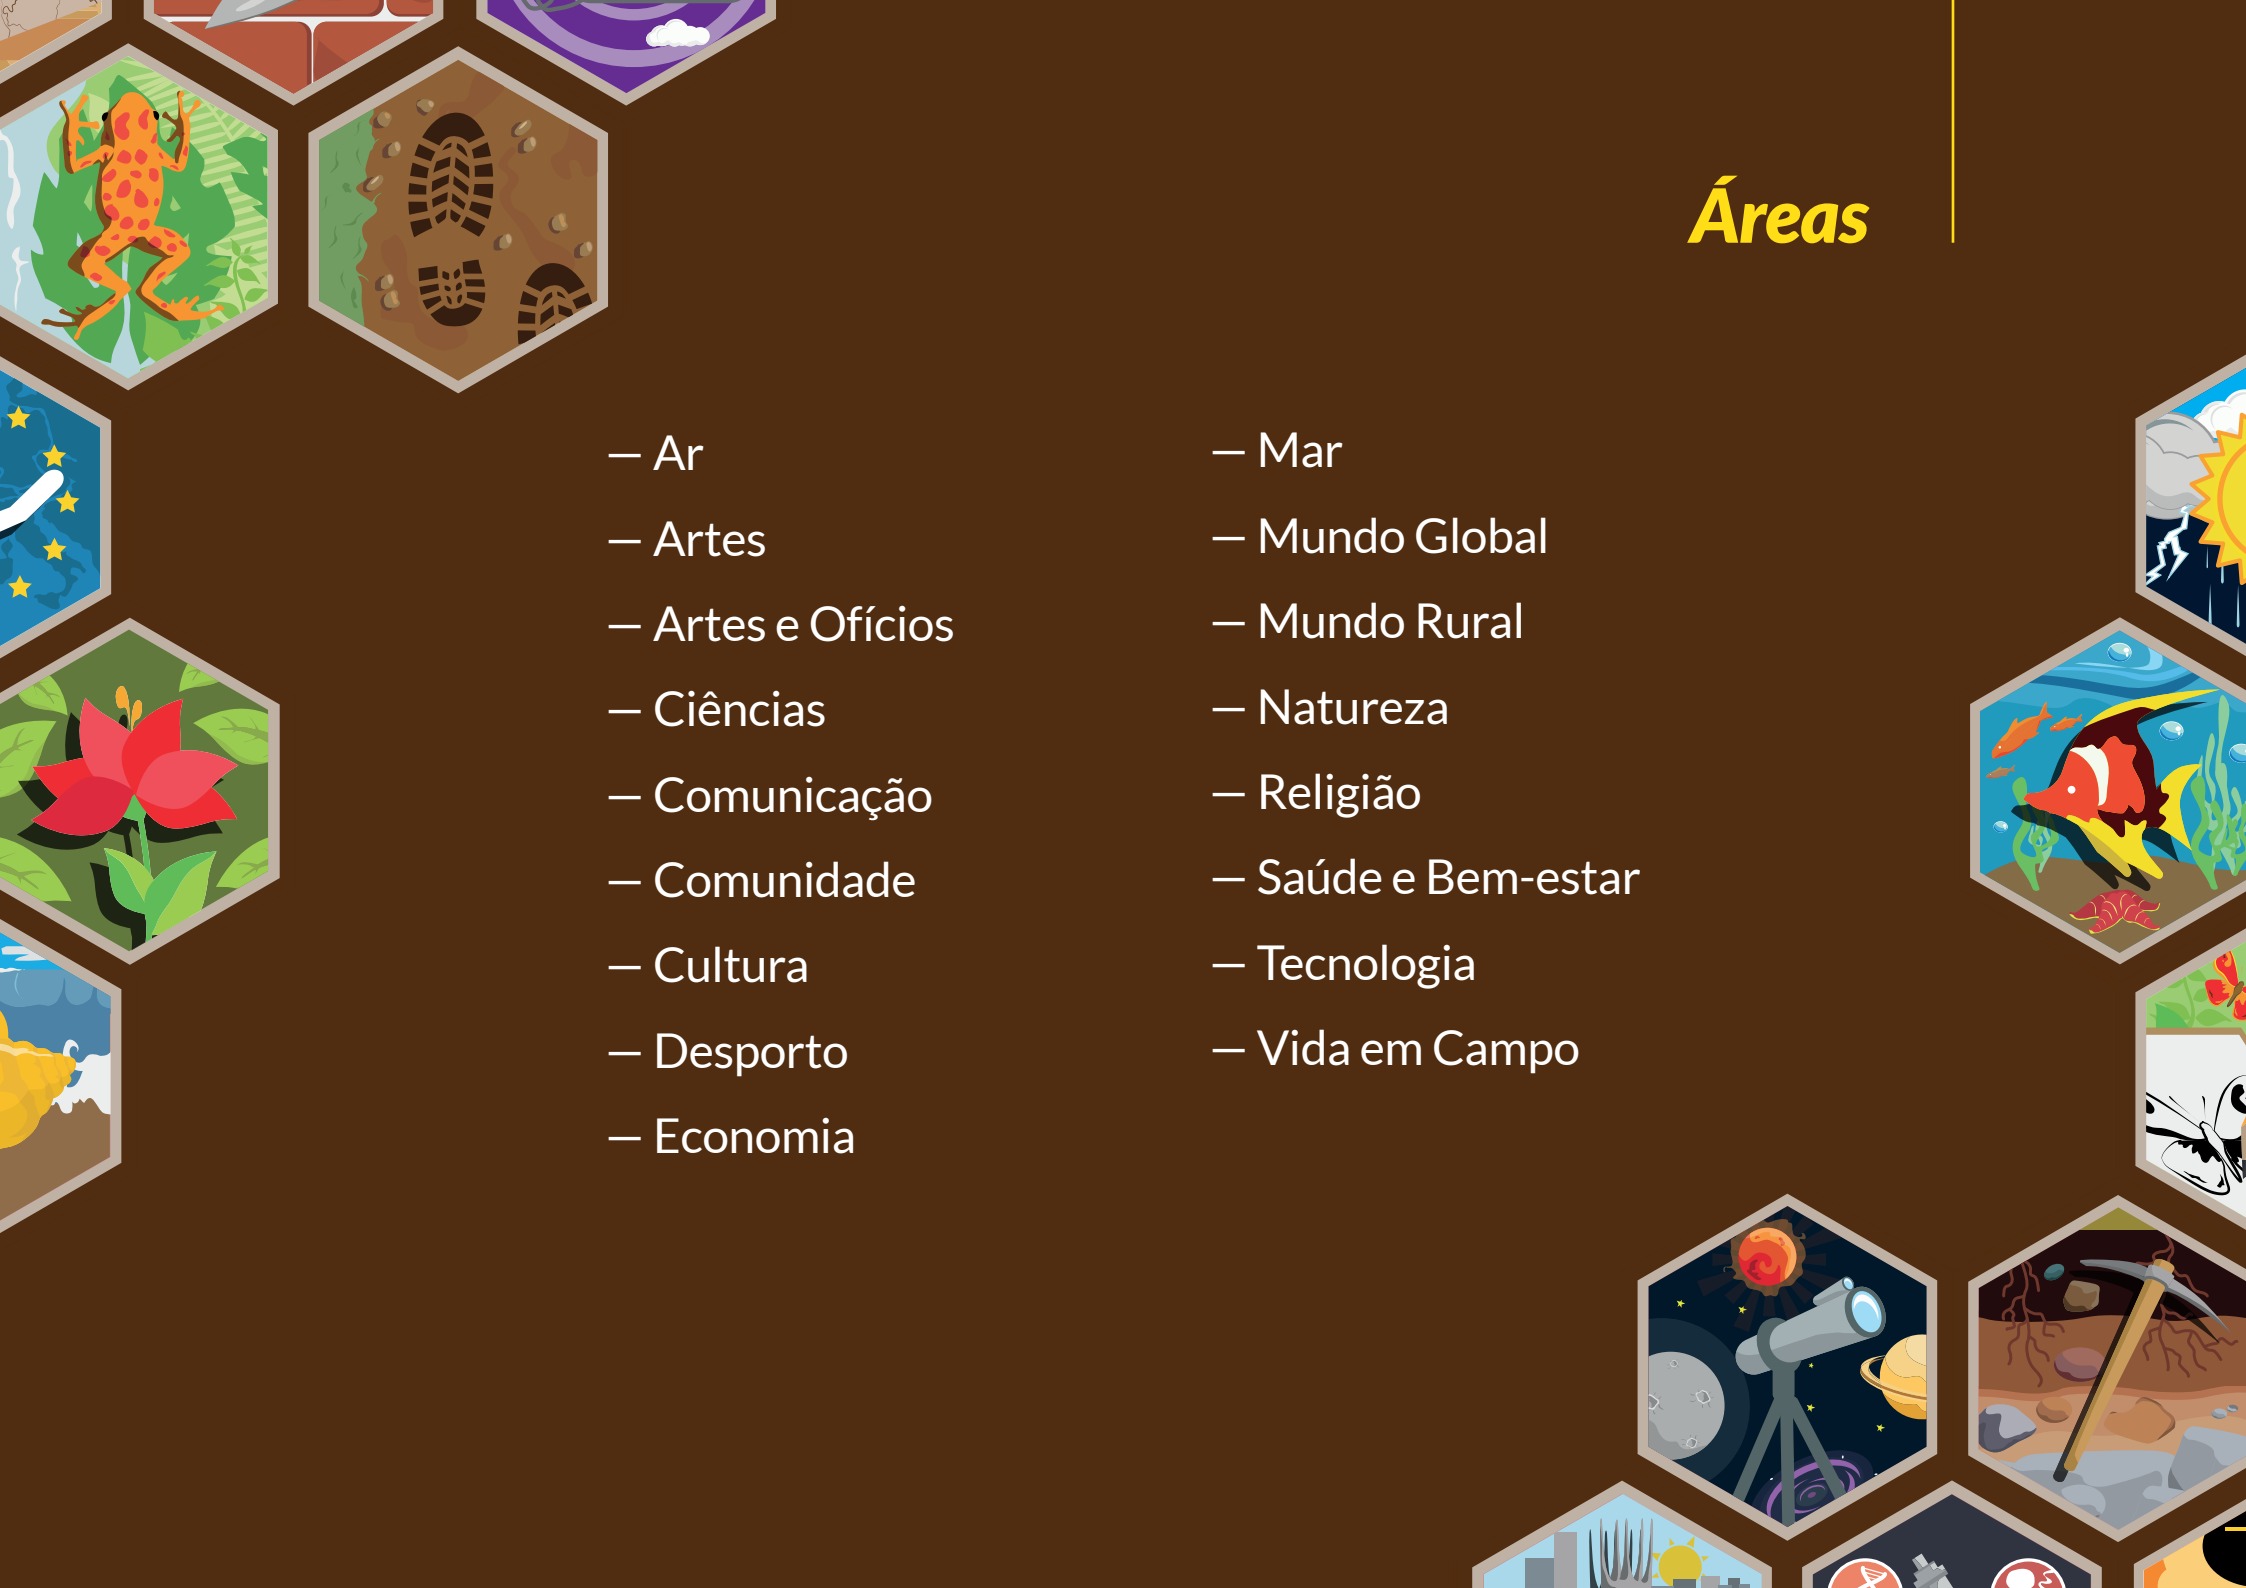 Áreas
— Ar
— Artes
— Artes e Ofícios
— Ciências
— Comunicação
— Comunidade
— Cultura
— Desporto
— Economia
— Mar
— Mundo Global
— Mundo Rural
— Natureza
— Religião
— Saúde e Bem-estar
— Tecnologia
— Vida em Campo